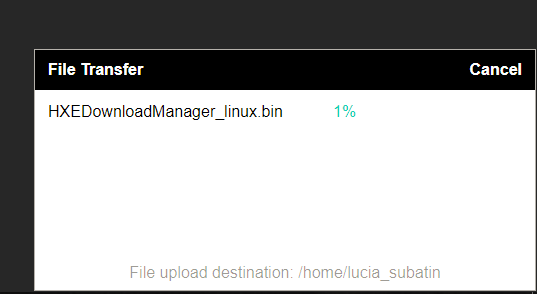 File Transfer Cancel
HXEDownloadManager_linux.bin 1%
File upload destination: /home/lucia_subatin